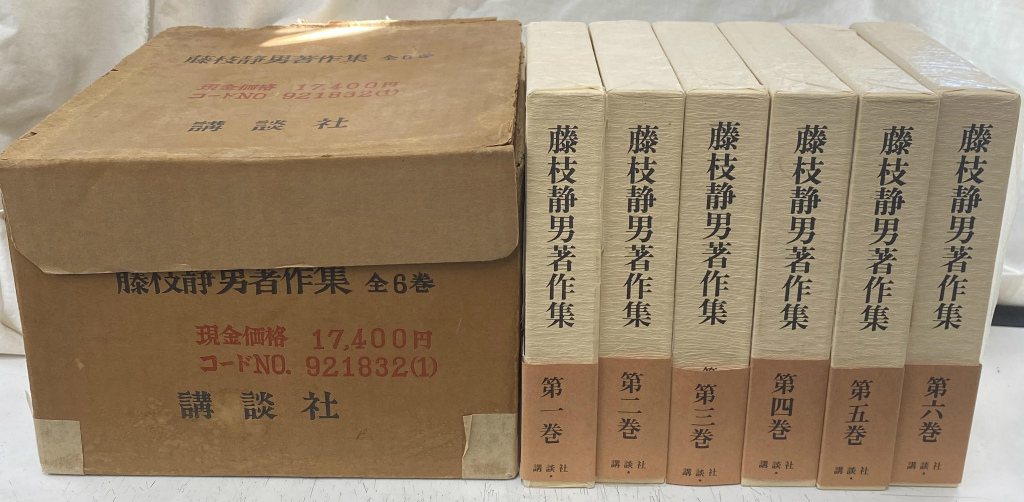 藤枝静男著作集 全6巻
現金価格 17,400円
コードNO 921832(1)
講談社
藤枝静男著作集 全6巻
現金価格 17,400円
コードNO. 921832(1)
講談社
藤枝静男著作集
第一巻
講談社
藤枝静男著作集
第二巻
講談社
藤枝静男著作集
第三巻
講談社
藤枝静男著作集
第四巻
講談社
藤枝静男著作集
第五巻
講談社
藤枝静男著作集
第六巻
講談社